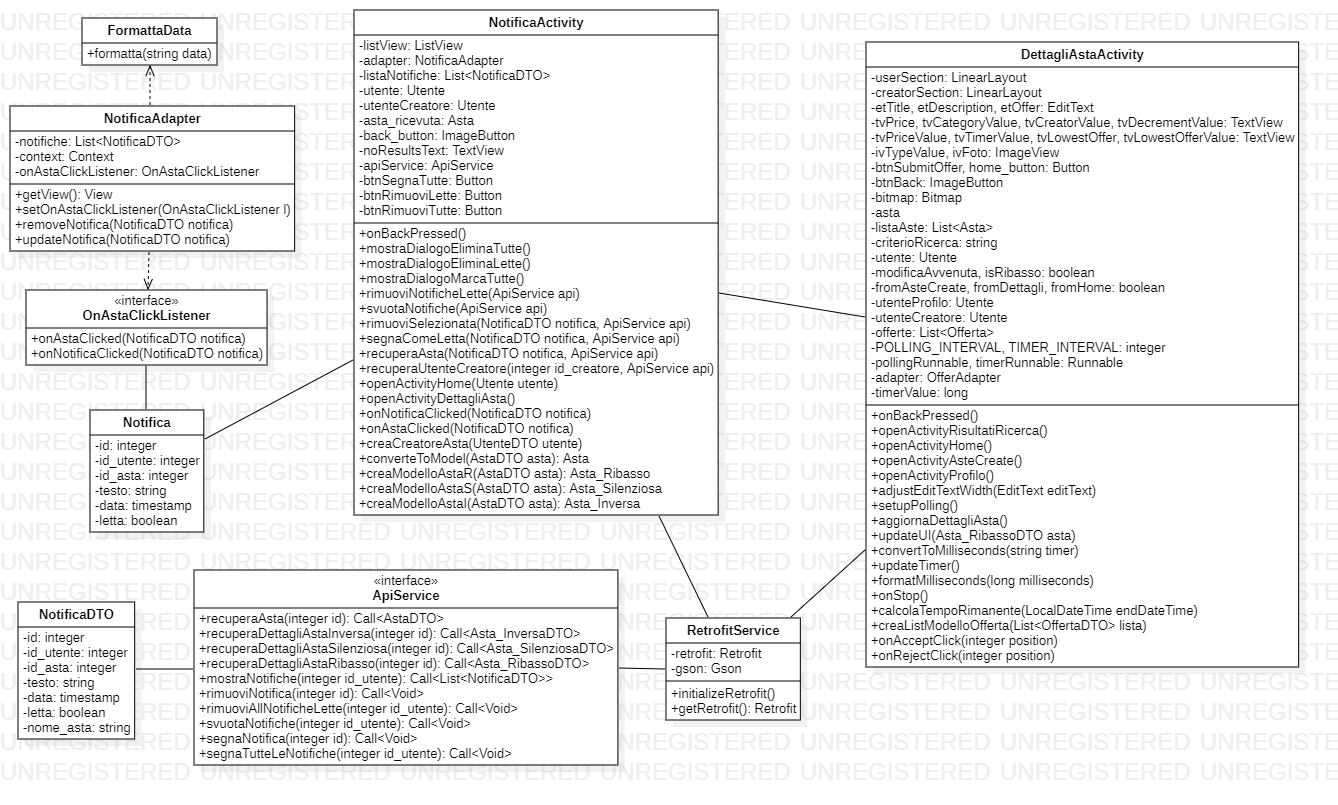 FormattaData
+formatta(string data)
NotificaAdapter
-notifiche: List<NotificaDTO>
-context: Context
-onAstaClickListener: OnAstaClickListener
+getView(): View
+setOnAstaClickListener(OnAstaClickListener l)
+removeNotifica(NotificaDTO notifica)
+updateNotifica(NotificaDTO notifica)
«interface»
OnAstaClickListener
+onAstaClicked(NotificaDTO notifica)
+onNotificaClicked(NotificaDTO notifica)
Notifica
-id: integer
-id_utente: integer
-id_asta: integer
-testo: string
-data: timestamp
-letta: boolean
NotificaActivity
-listView: ListView
-adapter: NotificaAdapter
-listaNotifiche: List<NotificaDTO>
-utente: Utente
-utenteCreatore: Utente
-asta_ricevuta: Asta
-back_button: ImageButton
-noResultsText: TextView
-apiService: ApiService
-btnSegnaTutte: Button
-btnRimuoviLette: Button
-btnRimuoviTutte: Button
+onBackPressed()
+mostraDialogoEliminaTutte()
+mostraDialogoEliminaLette()
+mostraDialogoMarcaTutte()
+rimuoviNotificheLette(ApiService api)
+svuotaNotifiche(ApiService api)
+rimuoviSelezionata(NotificaDTO notifica, ApiService api)
+segnaComeLetta(NotificaDTO notifica, ApiService api)
+recuperaAsta(NotificaDTO notifica, ApiService api)
+recuperaUtenteCreatore(integer id_creatore, ApiService api)
+openActivityHome(Utente utente)
+openActivityDettagliAsta()
+onNotificaClicked(NotificaDTO notifica)
+onAstaClicked(NotificaDTO notifica)
+creaCreatoreAsta(UtenteDTO utente)
+converteToModel(AstaDTO asta): Asta
+creaModelloAstaR(AstaDTO asta): Asta_Ribasso
+creaModelloAstaS(AstaDTO asta): Asta_Silenziosa
+creaModelloAstaI(AstaDTO asta): Asta_Inversa
DettagliAstaActivity
-userSection: LinearLayout
-creatorSection: LinearLayout
-etTitle, etDescription, etOffer: EditText
-tvPrice, tvCategoryValue, tvCreatorValue, tvDecrementValue: TextView
-tvPriceValue, tvTimerValue, tvLowestOffer, tvLowestOfferValue: TextView
-ivTypeValue, ivFoto: ImageView
-btnSubmitOffer, home_button: Button
-btnBack: ImageButton
-bitmap: Bitmap
-asta
-listaAste: List<Asta>
-criterioRicerca: string
-utente: Utente
-modificaAvvenuta, isRibasso: boolean
-fromAsteCreate, fromDettagli, fromHome: boolean
-utenteProfilo: Utente
-utenteCreatore: Utente
-offerte: List<Offerta>
-POLLING_INTERVAL, TIMER_INTERVAL: integer
-pollingRunnable, timerRunnable: Runnable
-adapter: OfferAdapter
-timerValue: long
+onBackPressed()
+openActivityRisultatiRicerca()
+openActivityHome()
+openActivityAsteCreate()
+openActivityProfilo()
+adjustEditTextWidth(EditText editText)
+setupPolling()
+aggiornaDettagliAsta()
+updateUI(Asta_RibassoDTO asta)
+convertToMilliseconds(string timer)
+updateTimer()
+formatMilliseconds(long milliseconds)
+onStop()
+calcolaTempoRimanente(LocalDateTime endDateTime)
+creaListModelloOfferta(List<OffertaDTO> lista)
+onAcceptClick(integer position)
+onRejectClick(integer position)
NotificaDTO
-id: integer
-id_utente: integer
-id_asta: integer
-testo: string
-data: timestamp
-letta: boolean
-nome_asta: string
«interface»
ApiService
+recuperaAsta(integer id): Call<AstaDTO>
+recuperaDettagliAstaInversa(integer id): Call<Asta_InversaDTO>
+recuperaDettagliAstaSilenziosa(integer id): Call<Asta_SilenziosaDTO>
+recuperaDettagliAstaRibasso(integer id): Call<Asta_RibassoDTO>
+mostraNotifiche(integer id_utente): Call<List<NotificaDTO>>
+rimuoviNotifica(integer id): Call<Void>
+rimuoviAllNotificheLette(integer id_utente): Call<Void>
+svuotaNotifiche(integer id_utente): Call<Void>
+segnaNotifica(integer id): Call<Void>
+segnaTutteLeNotifiche(integer id_utente): Call<Void>
RetrofitService
-retrofit: Retrofit
-gson: Gson
+initializeRetrofit()
+getRetrofit(): Retrofit
UNREGISTERED